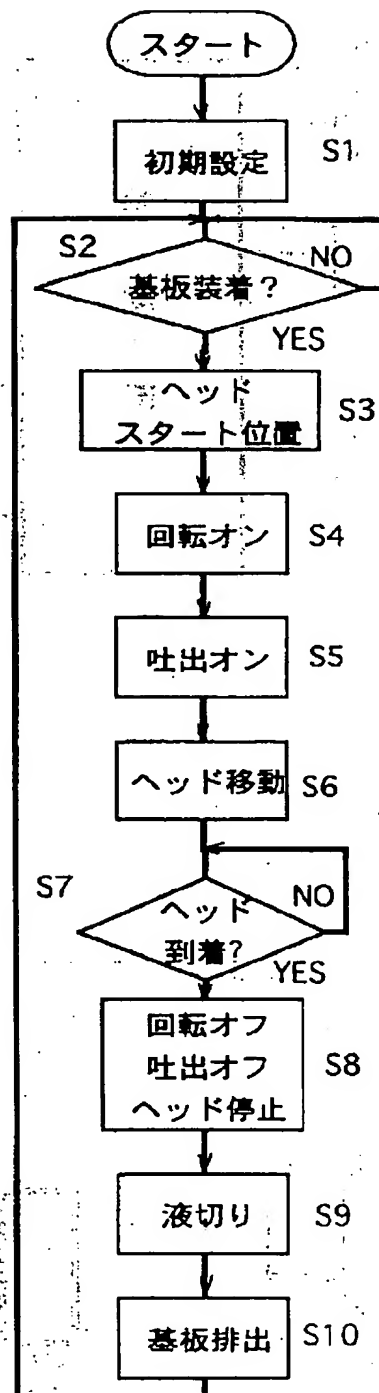 スタート
初期設定 S1
S2
基板装着? NO
YES
ヘッド
スタート位置 S3
回転オン S4
吐出オン S5
ヘッド移動 S6
S7
ヘッド NO
到着?
YES
回転オフ
吐出オフ S8
ヘッド停止
液切り S9
基板排出 S10